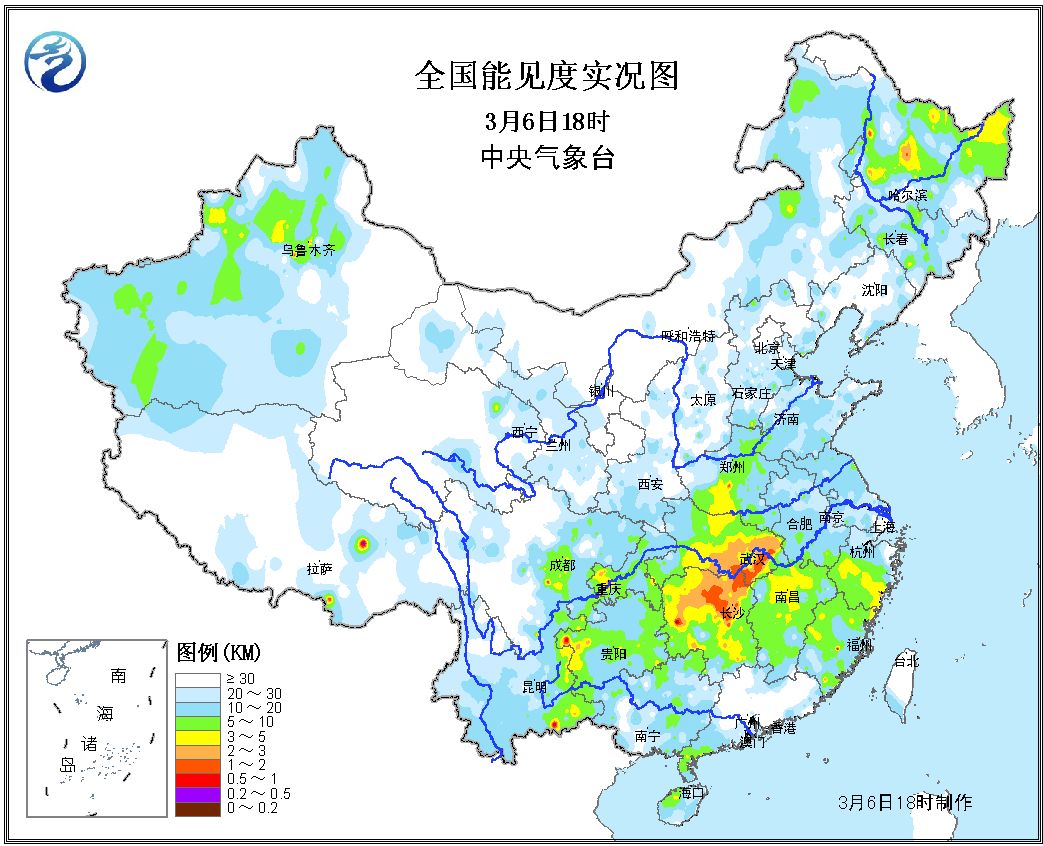 全国能见度实况图
3月6日18时
中央气象台
哈尔滨
长春
乌鲁木齐
沈阳
呼和浩特
北京
天津
银川
太原
石家庄
济南
西宁
兰州
郑州
西安
合肥
南京
上海
杭州
武汉
成都
拉萨
重庆
南昌
长沙
福州
贵阳
台北
昆明
广州
香港
澳门
南宁
海口
南
海
诸
岛
图例(KM)
≥30
20～30
10～20
5～10
3～5
2～3
1～2
0.5～1
0.2～0.5
0～0.2
3月6日18时制作